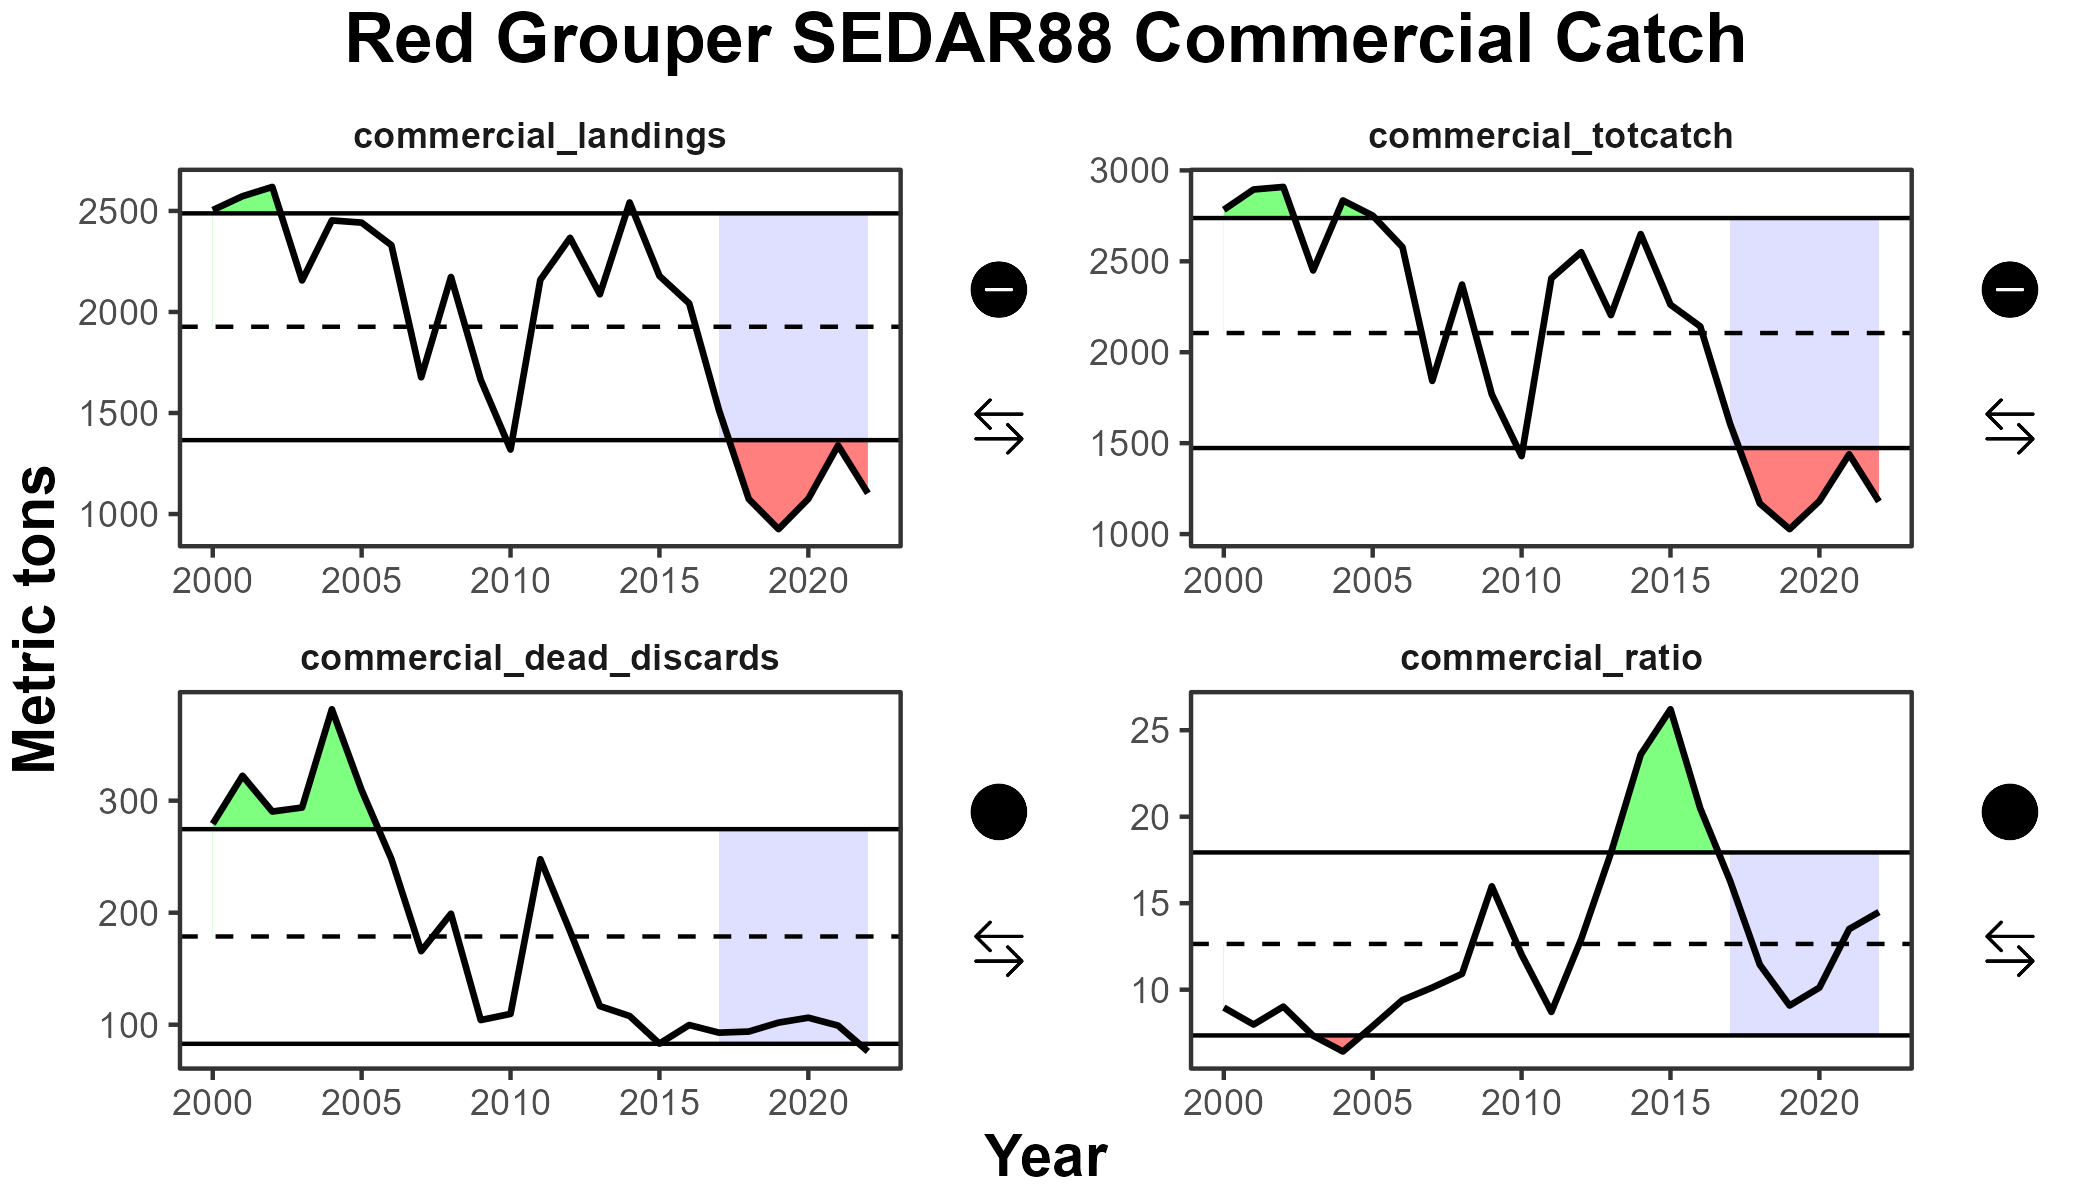 Red Grouper SEDAR88 Commercial Catch
commercial_landings
2500
2000
1500
1000
2000 2005 2010 2015 2020
commercial_totcatch
3000
2500
2000
1500
1000
2000 2005 2010 2015 2020
Metric tons
commercial_dead_discards
300
200
100
2000 2005 2010 2015 2020
commercial_ratio
25
20
15
10
2000 2005 2010 2015 2020
Year